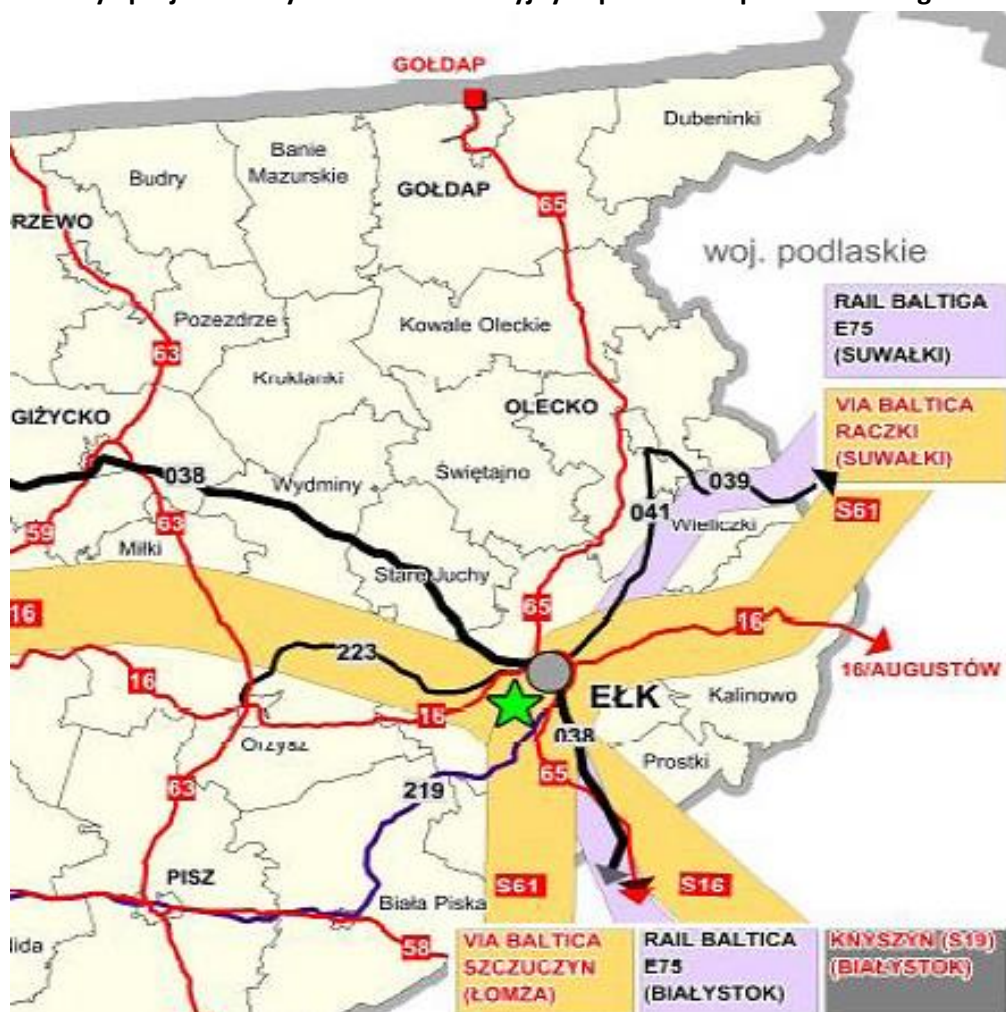 GOŁDAP
Dubeninki
Banie
Mazurskie
Budry
GOŁDAP
65
RZEWO
woj. podlaskie
RAIL BALTICA
E75
(SUWAŁKI)
Pozezdrze
Kowale Oleckie
63
Kruklanki
VIA BALTICA
RACZKI
(SUWAŁKI)
GIŻYCKO
OLECKO
038
Wydminy
Świętajno
039
041
S61
59
63
Wieliczki
Miłki
Stare Juchy
16
65
16
223
16/AUGUSTÓW
16
EŁK
Kalinowo
16
Orzysz
038
Prostki
65
63
219
PISZ
S61
S16
Biała Piska
58
VIA BALTICA
SZCZUCZYN
(ŁOMŻA)
RAIL BALTICA
E75
(BIAŁYSTOK)
KNYSZYN (S19)
(BIAŁYSTOK)